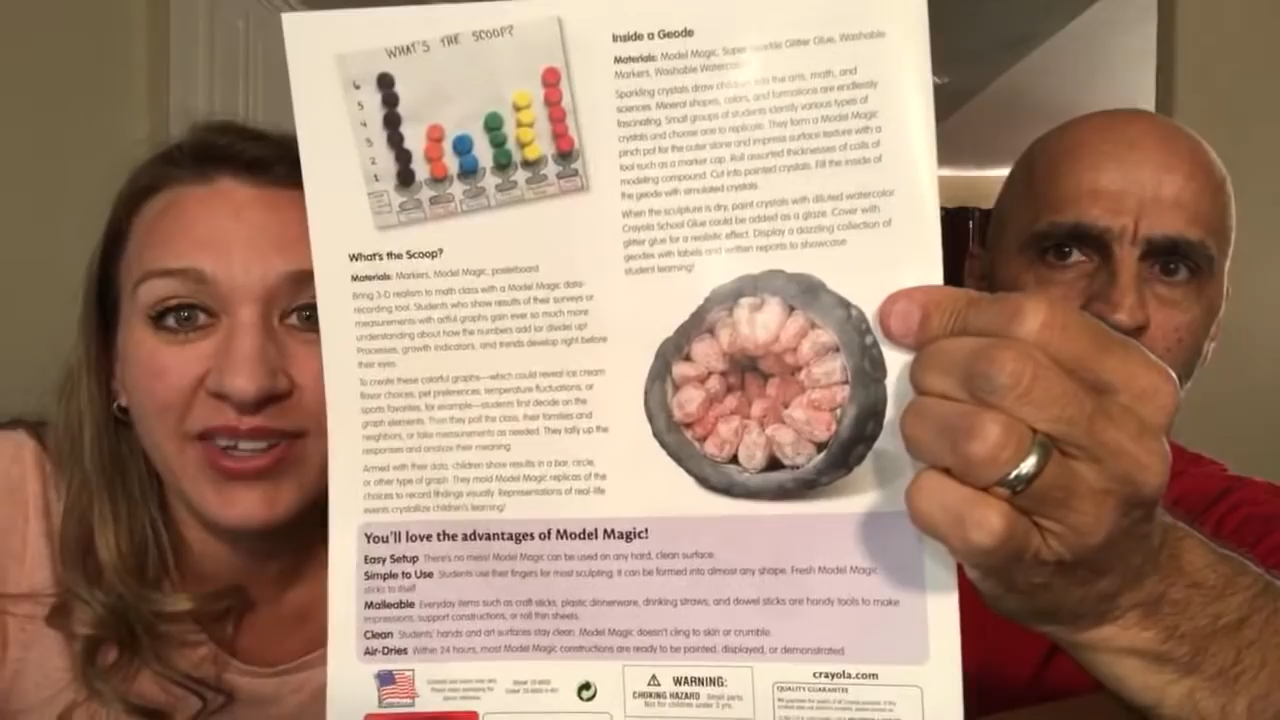 WHAT'S THE SCOOP?
6
5
4
3
2
1
What's the Scoop?
Materials: Markers, Model Magic, posterboard
Bring 3-D realism to math class with a Model Magic data-
recording tool. Students who show results of their surveys or
measurements with artful graphs gain ever so much more
understanding about how the numbers add (or divide) up!
Processes, growth indicators, and trends develop right before
their eyes.
To create these colorful graphs—which could reveal ice cream
flavor choices, pet preferences, temperature fluctuations, or
sports favorites, for example—students first decide on the
graph elements. Then they poll the class, their families and
neighbors, or take measurements as needed. They tally up the
responses and analyze their meaning.
Armed with their data, children show results in a bar, circle,
or other type of graph. They mold Model Magic replicas of the
choices to record findings visually. Representations of real-life
events crystallize children's learning!
Inside a Geode
Materials: Model Magic, Super Sparkle Glitter Glue, Washable
Markers, Washable Watercolors
Sparkling crystals draw children into the arts, math, and
sciences. Mineral shapes, colors, and formations are endlessly
fascinating. Small groups of students identify various types of
crystals and choose one to replicate. They form a Model Magic
pinch pot for the outer stone and impress surface texture with a
tool such as a marker cap. Roll assorted thicknesses of coils of
modeling compound. Cut into pointed crystals. Fill the inside of
the geode with simulated crystals.
When the sculpture is dry, paint crystals with diluted watercolor.
Crayola School Glue could be added as a glaze. Cover with
glitter glue for a realistic effect. Display a dazzling collection of
geodes with labels and written reports to showcase
student learning!
You'll love the advantages of Model Magic!
Easy Setup There's no mess! Model Magic can be used on any hard, clean surface.
Simple to Use Students use their fingers for most sculpting. It can be formed into almost any shape. Fresh Model Magic
sticks to itself.
Malleable Everyday items such as craft sticks, plastic dinnerware, drinking straws, and dowel sticks are handy tools to make
impressions, support constructions, or roll thin sheets.
Clean Students' hands and art surfaces stay clean. Model Magic doesn't cling to skin or crumble.
Air-Dries Within 24 hours, most Model Magic constructions are ready to be painted, displayed, or demonstrated.
WARNING:
CHOKING HAZARD Small parts
Not for children under 3 yrs.
crayola.com
QUALITY GUARANTEE